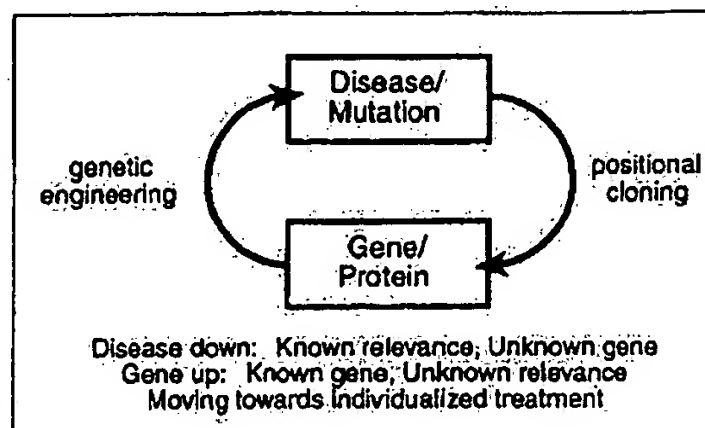 Disease/
Mutation
genetic
engineering
positional
cloning
Gene/
Protein
Disease down: Known relevance, Unknown gene
Gene up: Known gene, Unknown relevance
Moving towards individualized treatment